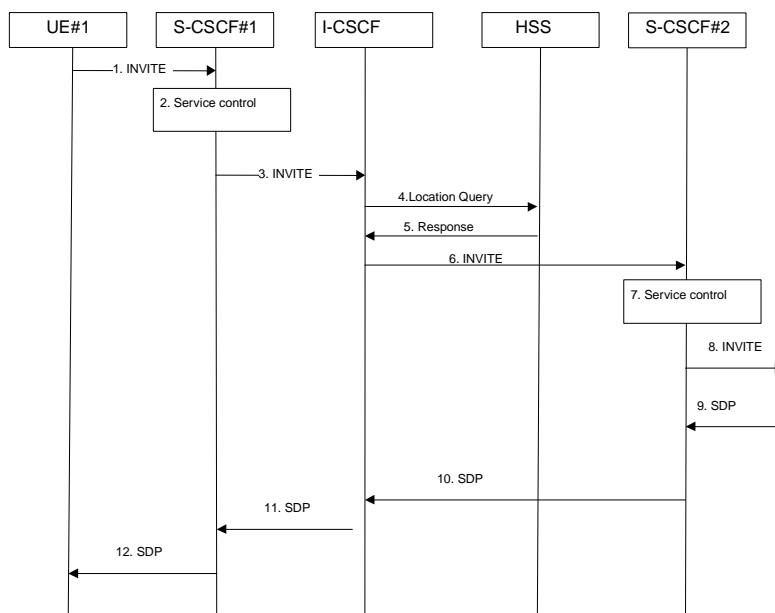 UE#1
S-CSCF#1
I-CSCF
HSS
S-CSCF#2
1. INVITE
2. Service control
3. INVITE
4.Location Query
5. Response
6. INVITE
7. Service control
8. INVITE
9. SDP
10. SDP
11. SDP
12. SDP